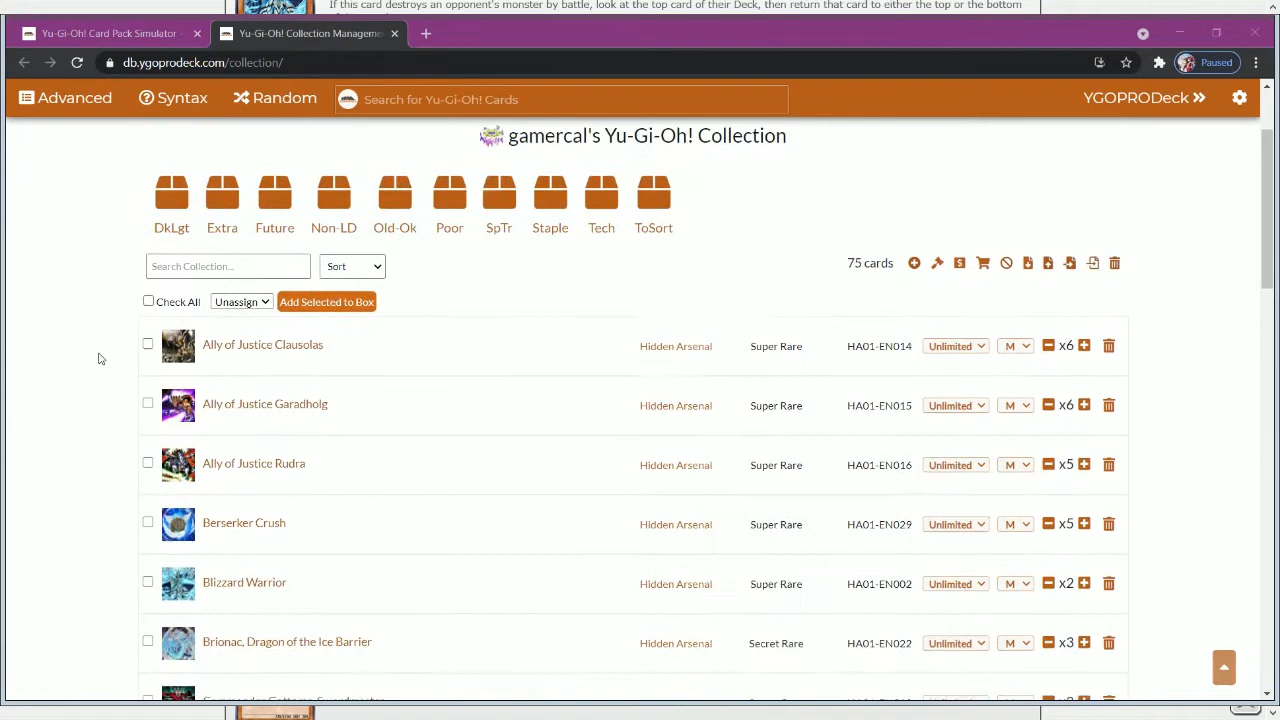 If this card destroys an opponent's monster by battle, look at the top card of their Deck, then return that card to either the top or the bottom
Yu-Gi-Oh! Card Pack Simulator
Yu-Gi-Oh! Collection Manageme
db.ygoprodeck.com/collection/
Paused
Advanced
Syntax
Random
Search for Yu-Gi-Oh! Cards
YGOPRODeck
gamercal's Yu-Gi-Oh! Collection
DkLgt
Extra
Future
Non-LD
Old-Ok
Poor
SpTr
Staple
Tech
ToSort
Search Collection...
Sort
75 cards
Check All
Unassign
Add Selected to Box
Ally of Justice Clausolas Hidden Arsenal Super Rare HA01-EN014 Unlimited M x6
Ally of Justice Garadholg Hidden Arsenal Super Rare HA01-EN015 Unlimited M x6
Ally of Justice Rudra Hidden Arsenal Super Rare HA01-EN016 Unlimited M x5
Berserker Crush Hidden Arsenal Super Rare HA01-EN029 Unlimited M x5
Blizzard Warrior Hidden Arsenal Super Rare HA01-EN002 Unlimited M x2
Brionac, Dragon of the Ice Barrier Hidden Arsenal Secret Rare HA01-EN022 Unlimited M x3